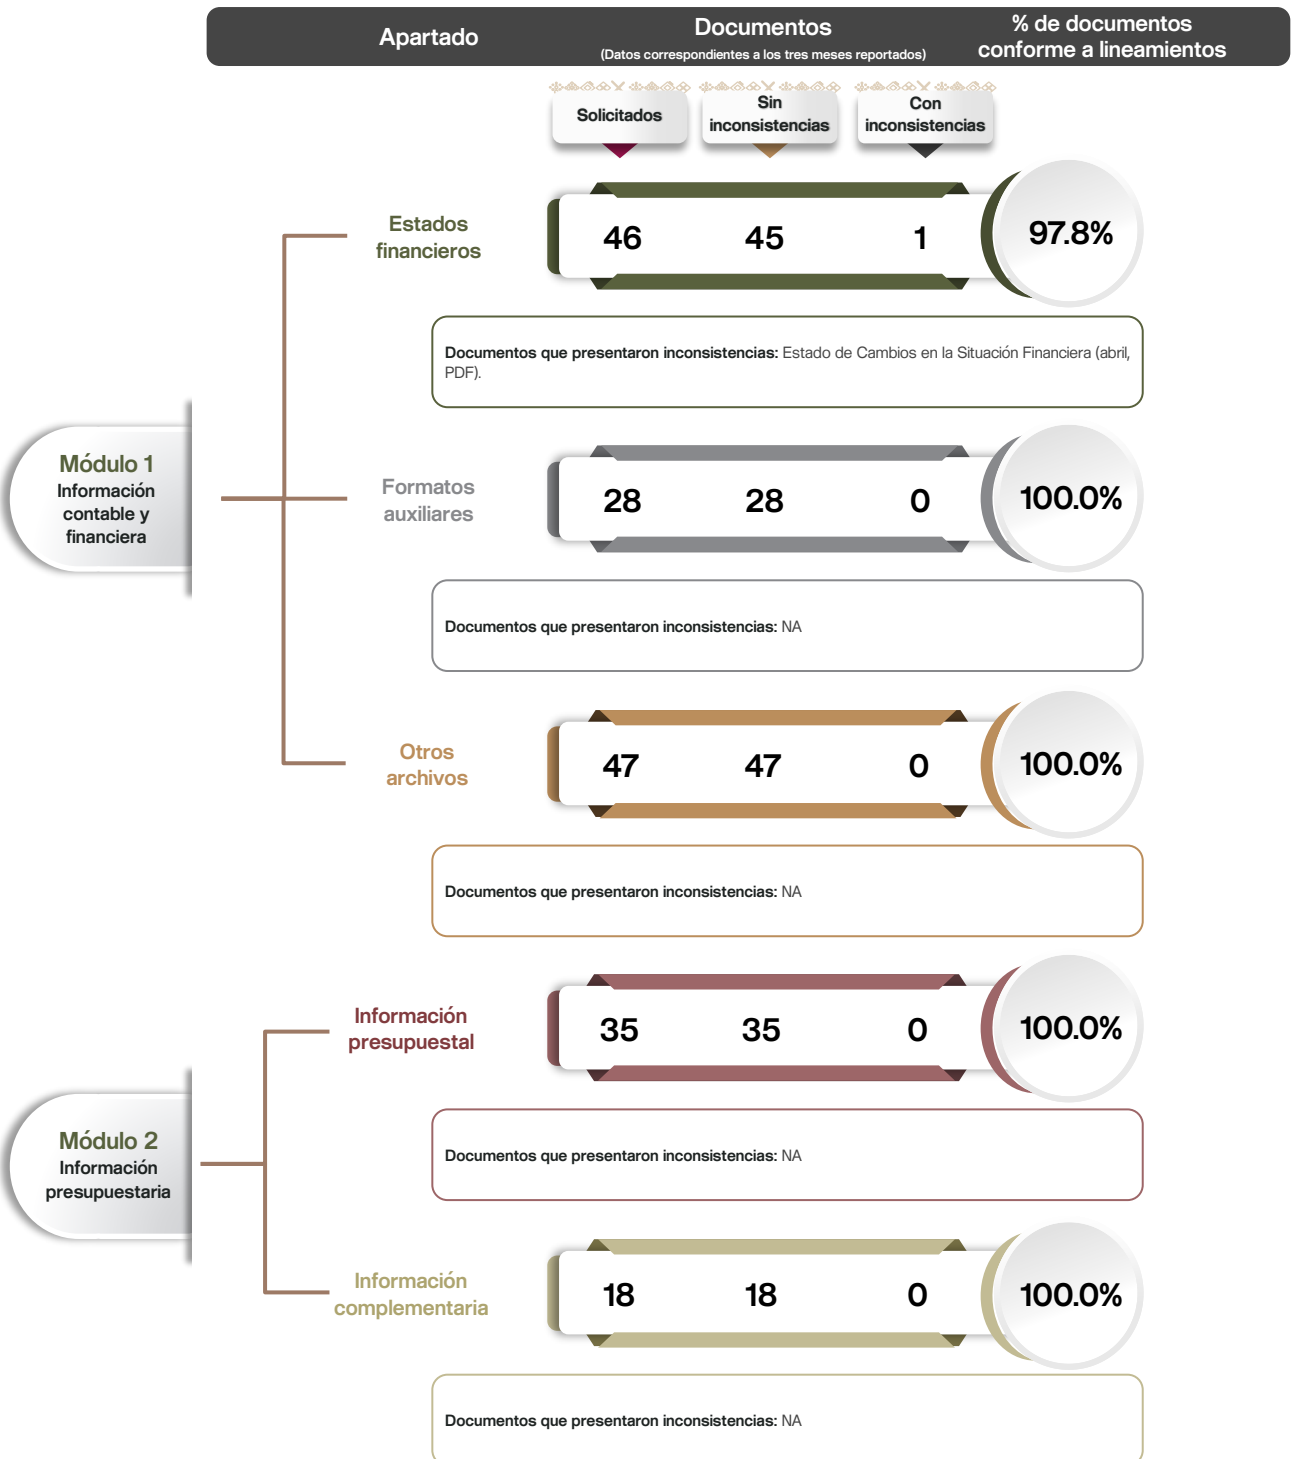 Apartado
Documentos
(Datos correspondientes a los tres meses reportados)
% de documentos
conforme a lineamientos
Solicitados
Sin
inconsistencias
Con
inconsistencias
Módulo 1
Información
contable y
financiera
Estados
financieros
46 45 1 97.8%
Documentos que presentaron inconsistencias: Estado de Cambios en la Situación Financiera (abril,
PDF).
Formatos
auxiliares
28 28 0 100.0%
Documentos que presentaron inconsistencias: NA
Otros
archivos
47 47 0 100.0%
Documentos que presentaron inconsistencias: NA
Módulo 2
Información
presupuestaria
Información
presupuestal
35 35 0 100.0%
Documentos que presentaron inconsistencias: NA
Información
complementaria
18 18 0 100.0%
Documentos que presentaron inconsistencias: NA